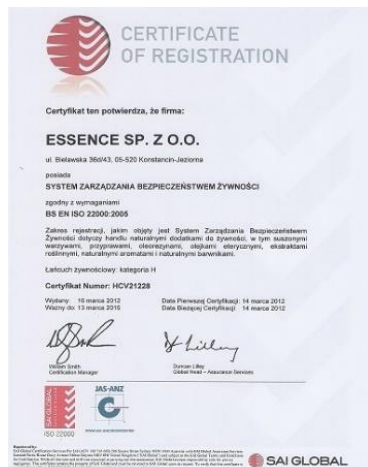 CERTIFICATE
OF REGISTRATION
Certyfikat ten potwierdza, że firma:
ESSENCE SP. Z O.O.
ul. Bielawska 36d/43, 05-520 Konstancin-Jeziorna
posiada
SYSTEM ZARZĄDZANIA BEZPIECZEŃSTWEM ŻYWNOŚCI
zgodny z wymaganiami
BS EN ISO 22000:2005
Zakres rejestracji, jakim objęty jest System Zarządzania Bezpieczeństwem
Żywności dotyczy handlu naturalnymi dodatkami do żywności, w tym suszonymi
warzywami, przyprawami, oleorezynami, olejkami eterycznymi, ekstraktami
roślinnymi, naturalnymi aromatami i naturalnymi barwnikami.
Łańcuch żywnościowy: kategoria H
Certyfikat Numer: HCV21228
Wydany: 16 marca 2012 Data Pierwszej Certyfikacji: 14 marca 2012
Ważny do: 13 marca 2015 Data Bieżącej Certyfikacji: 14 marca 2012
William Smith Duncan Lilley
Certification Manager Global Head – Assurance Services
SAI GLOBAL
JAS-ANZ
ISO 22000
SAI GLOBAL